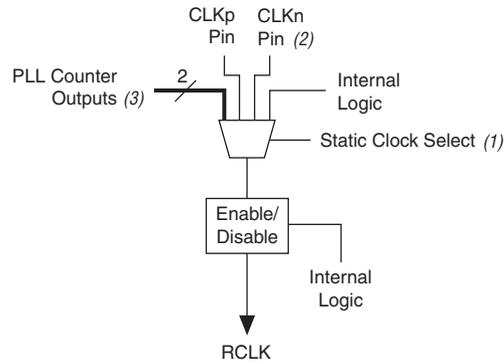 CLKp
Pin
CLKn
Pin (2)
PLL Counter
Outputs (3)
2
Internal
Logic
Static Clock Select (1)
Enable/
Disable
Internal
Logic
RCLK